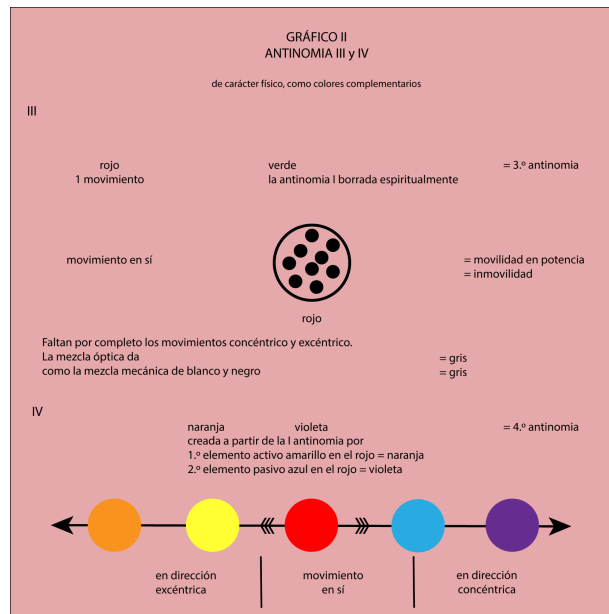 GRÁFICO II
ANTINOMIA III y IV
de carácter físico, como colores complementarios
III
rojo verde = 3.º antinomia
1 movimiento la antinomia I borrada espiritualmente
movimiento en sí = movilidad en potencia
= inmovilidad
rojo
Faltan por completo los movimientos concéntrico y excéntrico.
La mezcla óptica da = gris
como la mezcla mecánica de blanco y negro = gris
IV
naranja violeta = 4.º antinomia
creada a partir de la I antinomia por
1.º elemento activo amarillo en el rojo = naranja
2.º elemento pasivo azul en el rojo = violeta
en dirección movimiento en dirección
excéntrica en sí concéntrica